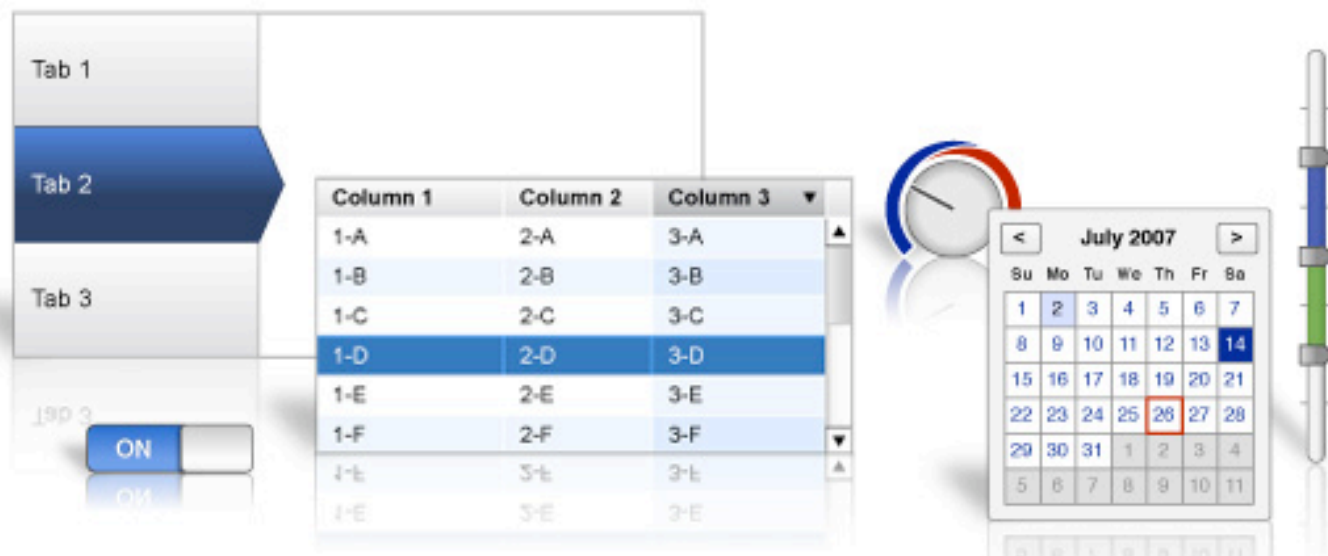 Tab 1
Tab 2
Tab 3
ON
Column 1 Column 2 Column 3 ▼
1-A 2-A 3-A
1-B 2-B 3-B
1-C 2-C 3-C
1-D 2-D 3-D
1-E 2-E 3-E
1-F 2-F 3-F
< July 2007 >
Su Mo Tu We Th Fr Sa
1 2 3 4 5 6 7
8 9 10 11 12 13 14
15 16 17 18 19 20 21
22 23 24 25 26 27 28
29 30 31 1 2 3 4
5 6 7 8 9 10 11